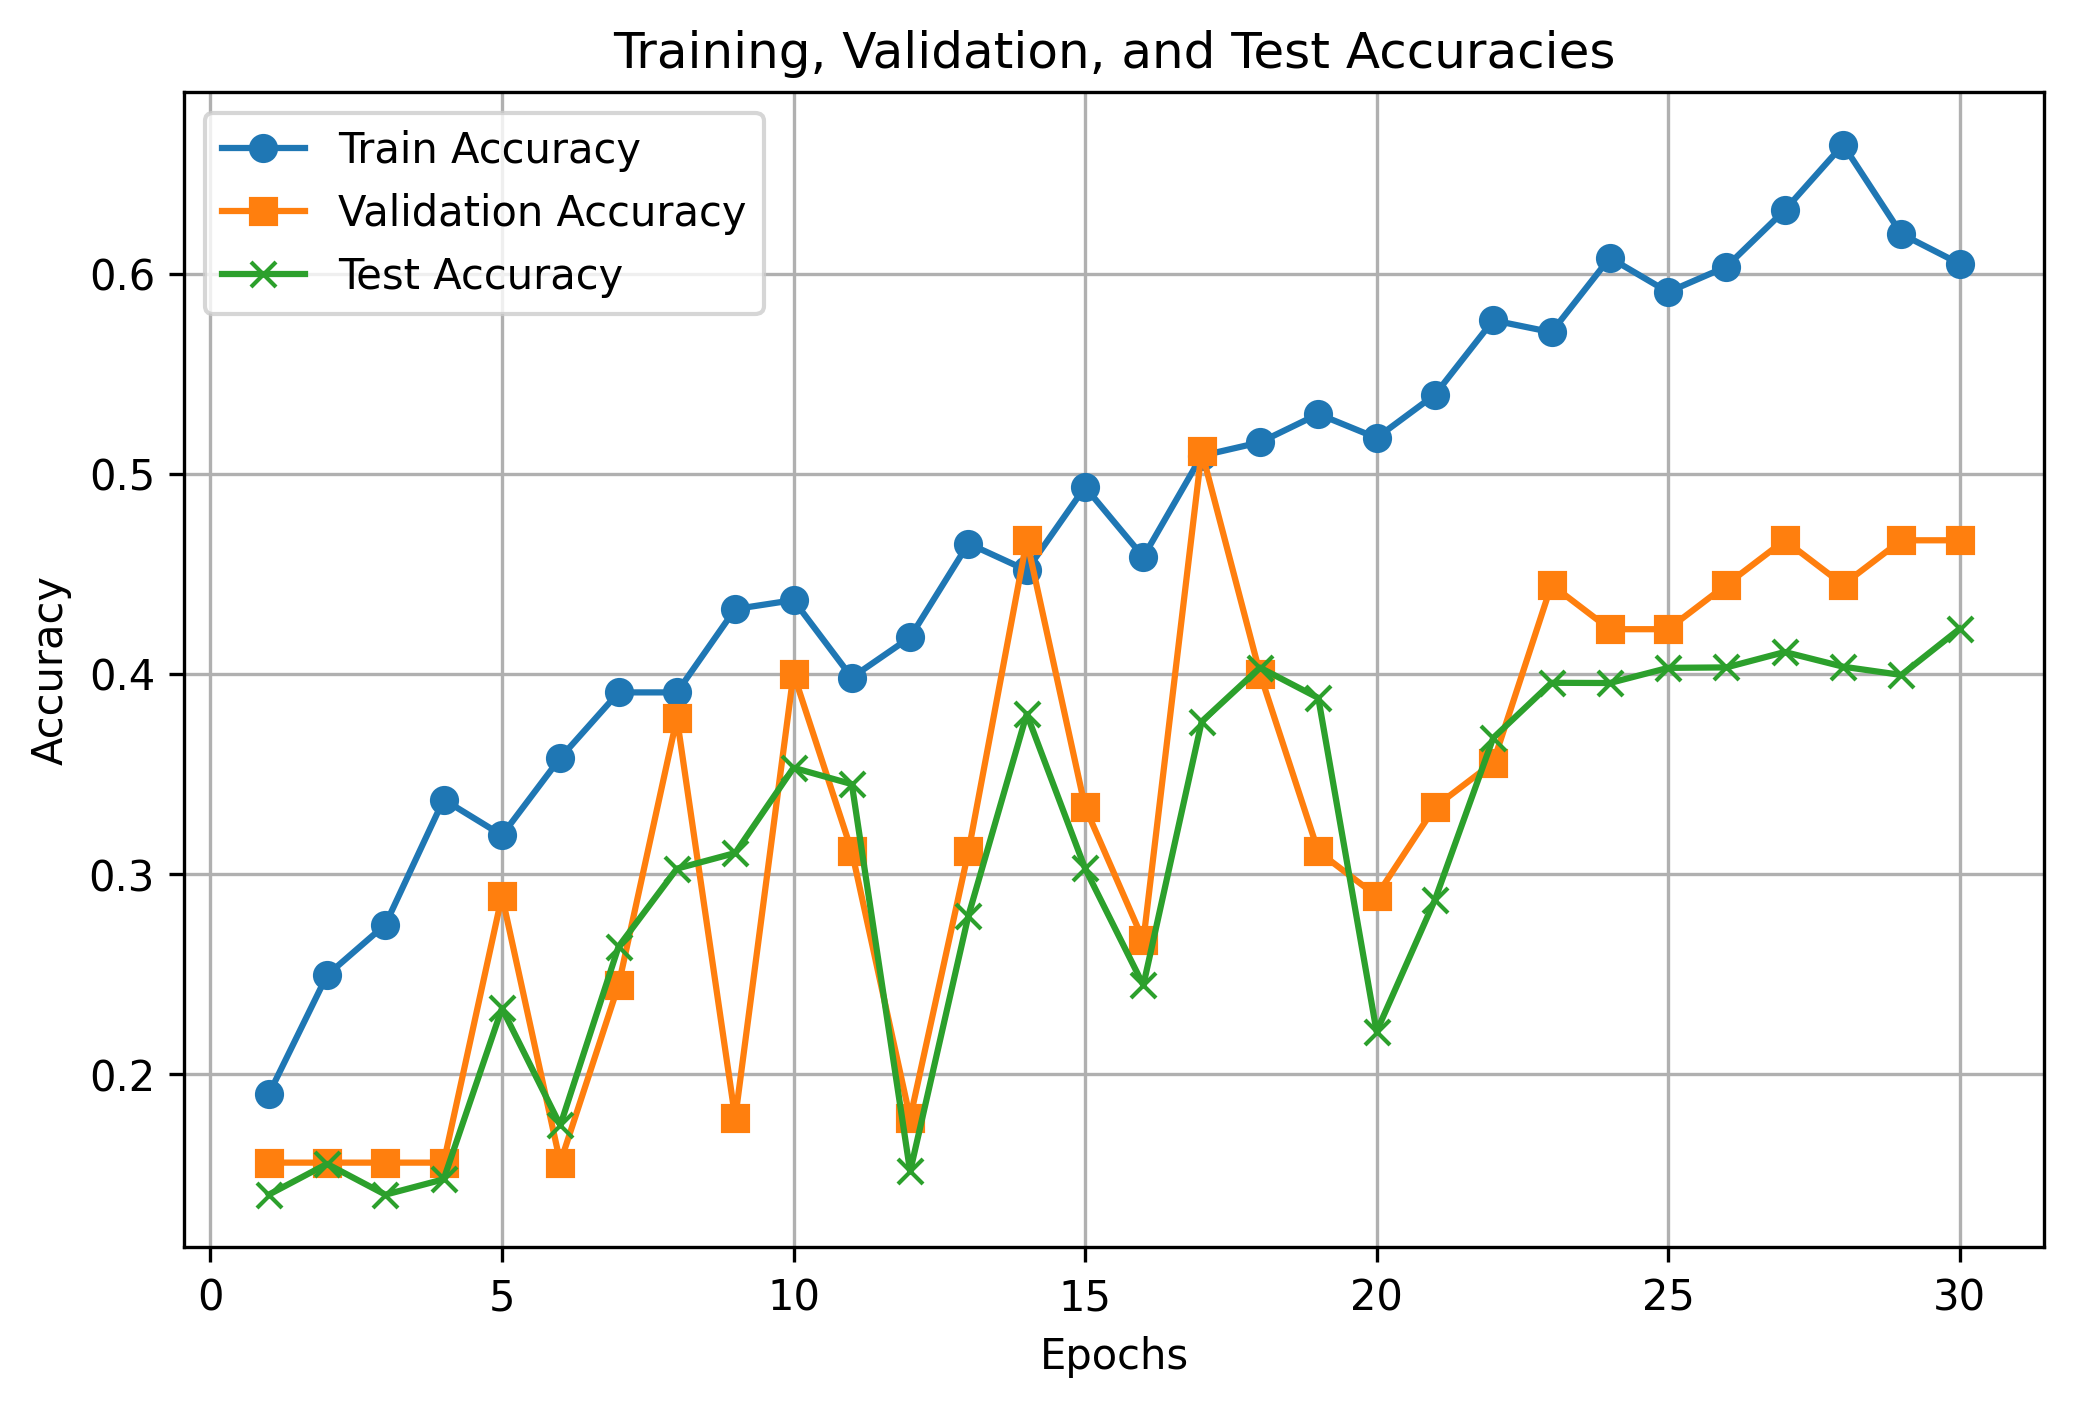 Training, Validation, and Test Accuracies
Train Accuracy
Validation Accuracy
Test Accuracy
Accuracy
0.6
0.5
0.4
0.3
0.2
0 5 10 15 20 25 30
Epochs